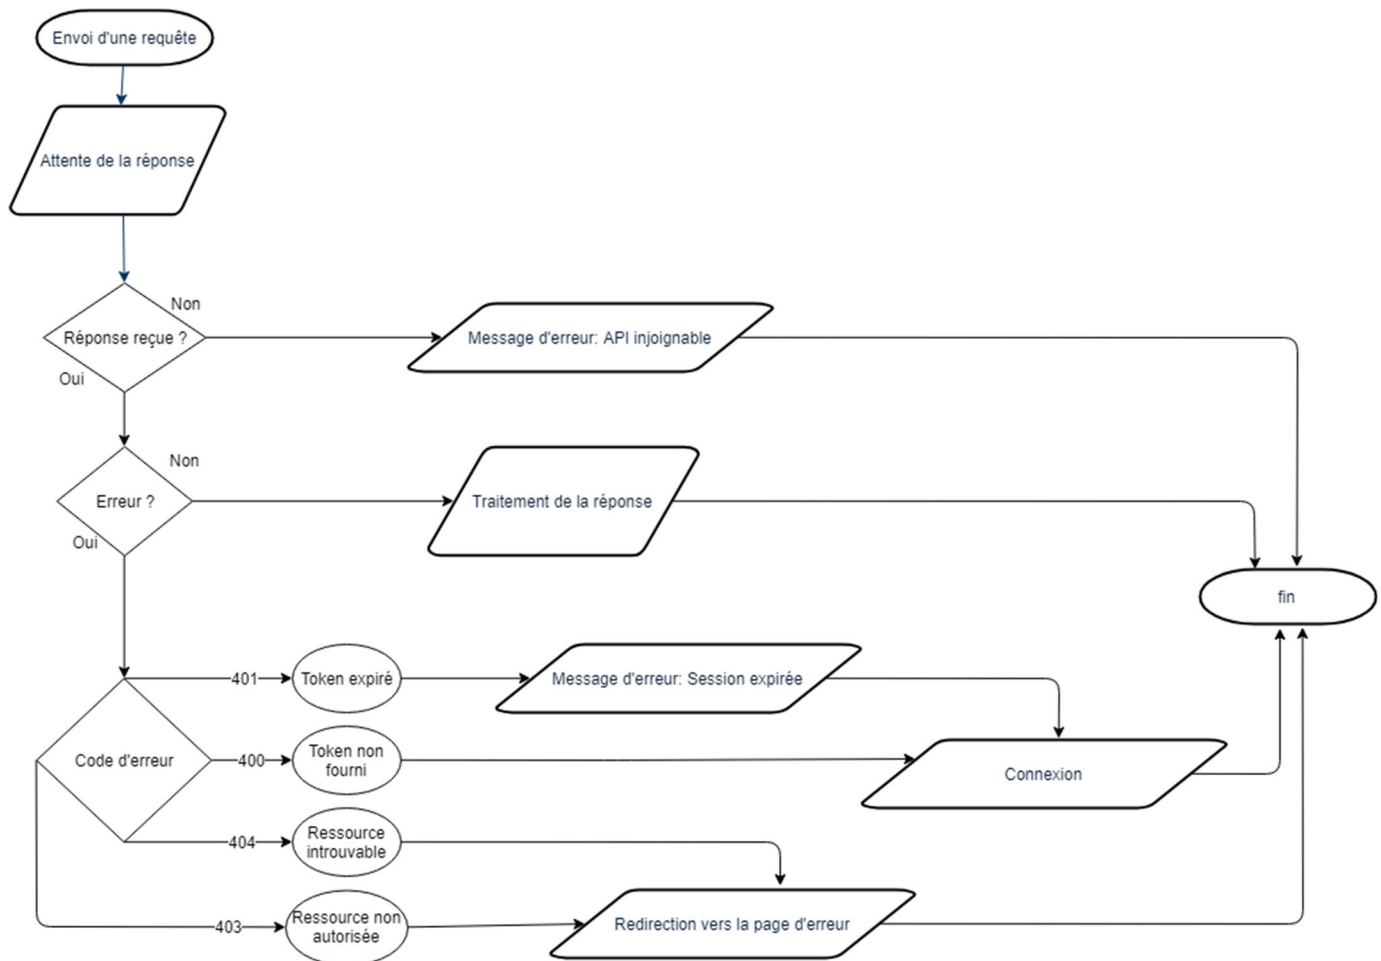 Envoi d'une requête
Attente de la réponse
Non
Réponse reçue ?
Message d'erreur: API injoignable
Oui
Non
Erreur ?
Traitement de la réponse
Oui
fin
401
Token expiré
Message d'erreur: Session expirée
Code d'erreur
400
Token non
fourni
Connexion
404
Ressource
introuvable
403
Ressource non
autorisée
Redirection vers la page d'erreur